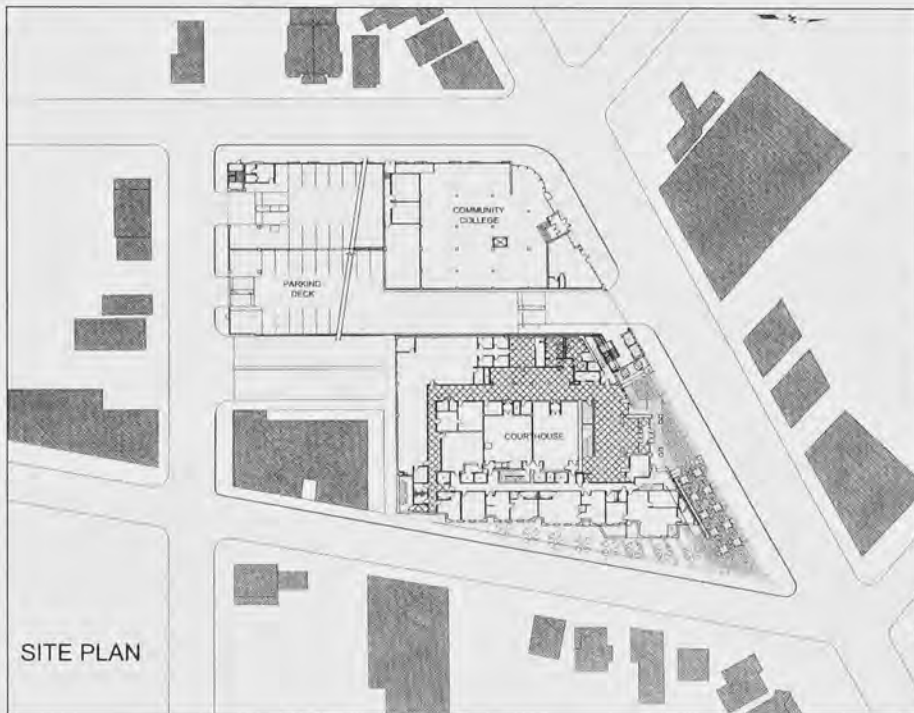 COMMUNITY
COLLEGE
PARKING
DECK
COURTHOUSE
SITE PLAN